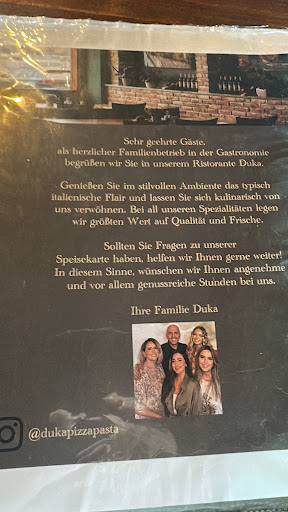 Sehr geehrte Gäste,
als herzlicher Familienbetrieb in der Gastronomie
begrüßen wir Sie in unserem Ristorante Duka.
Genießen Sie im stilvollen Ambiente das typisch
italienische Flair und lassen Sie sich kulinarisch von
uns verwöhnen. Bei all unseren Spezialitäten legen
wir größten Wert auf Qualität und Frische.
Sollten Sie Fragen zu unserer
Speisekarte haben, helfen wir Ihnen gerne weiter!
In diesem Sinne, wünschen wir Ihnen angenehme
und vor allem genussreiche Stunden bei uns.
Ihre Familie Duka
@dukapizzapasta